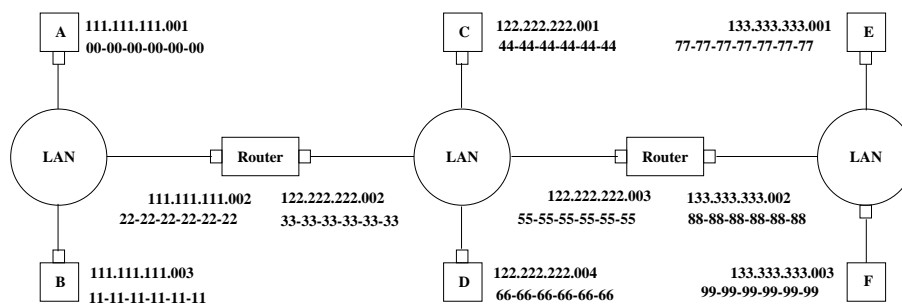 A
111.111.111.001
00-00-00-00-00-00
C
122.222.222.001
44-44-44-44-44-44
133.333.333.001
77-77-77-77-77-77
E
LAN
Router
LAN
Router
LAN
111.111.111.002
22-22-22-22-22-22
122.222.222.002
33-33-33-33-33-33
122.222.222.003
55-55-55-55-55-55
133.333.333.002
88-88-88-88-88-88
B
111.111.111.003
11-11-11-11-11-11
D
122.222.222.004
66-66-66-66-66-66
133.333.333.003
99-99-99-99-99-99
F